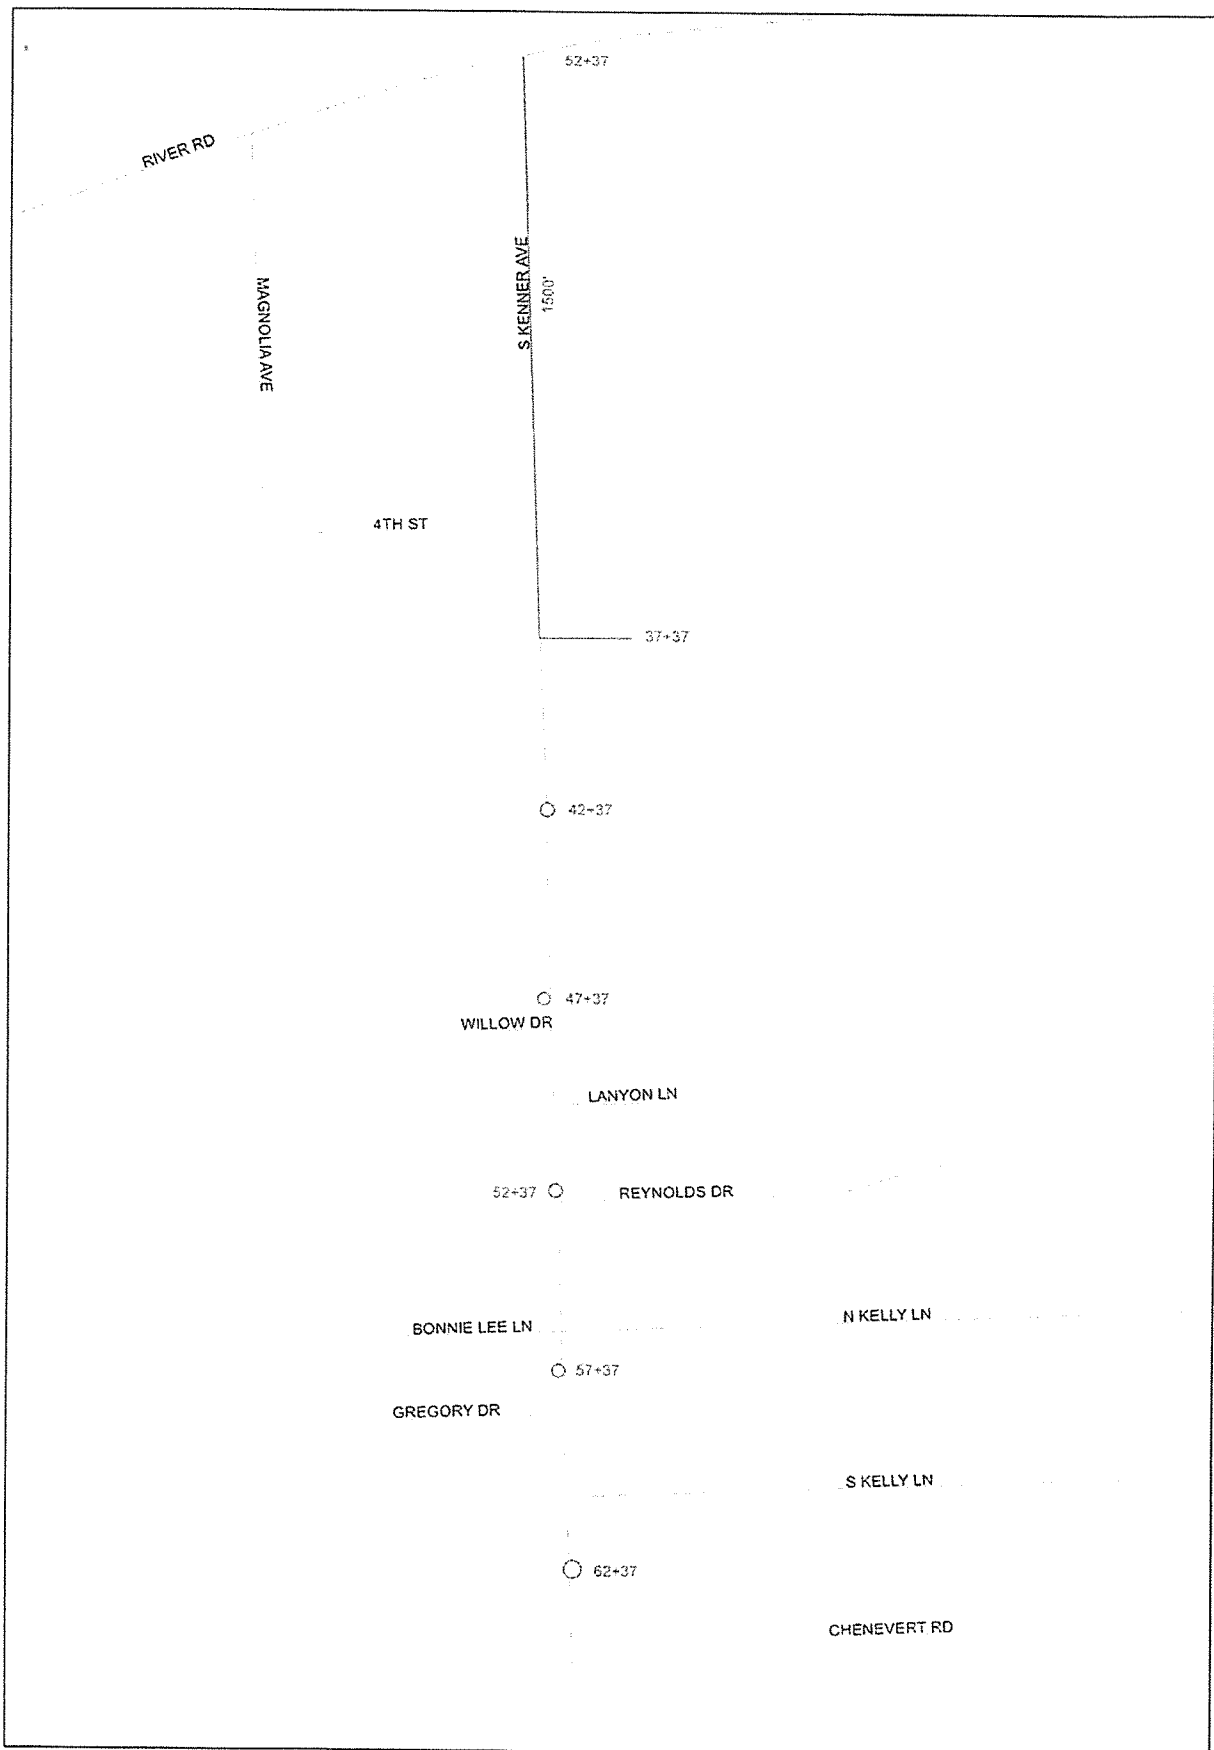 52+37
RIVER RD
S KENNER AVE
1500'
MAGNOLIA AVE
4TH ST
37+37
42+37
47+37
WILLOW DR
LANYON LN
52+37
REYNOLDS DR
N KELLY LN
BONNIE LEE LN
57+37
GREGORY DR
S KELLY LN
62+37
CHENEVERT RD